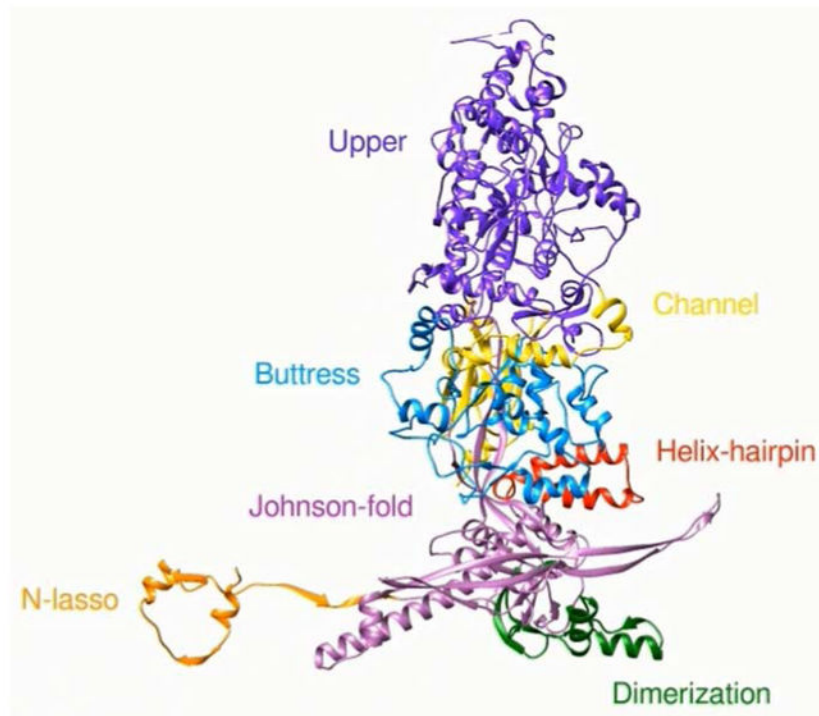 Upper
Channel
Buttress
Helix-hairpin
Johnson-fold
N-lasso
Dimerization